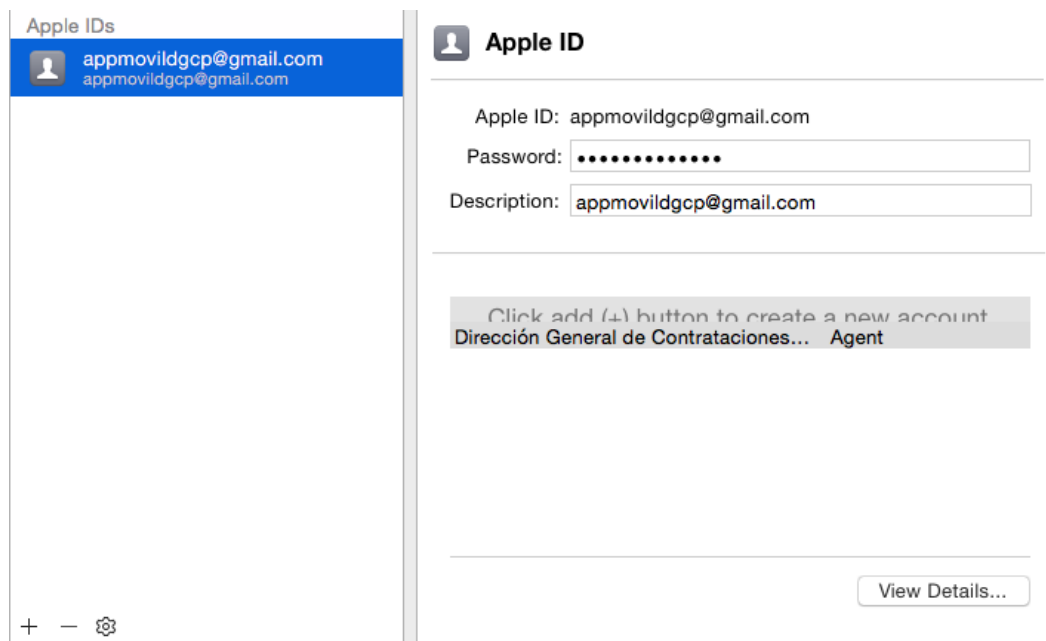 Apple IDs
appmovildgcp@gmail.com
appmovildgcp@gmail.com
Apple ID
Apple ID: appmovildgcp@gmail.com
Password: •••••••••••••
Description: appmovildgcp@gmail.com
Click add (+) button to create a new account
Dirección General de Contrataciones... Agent
View Details...